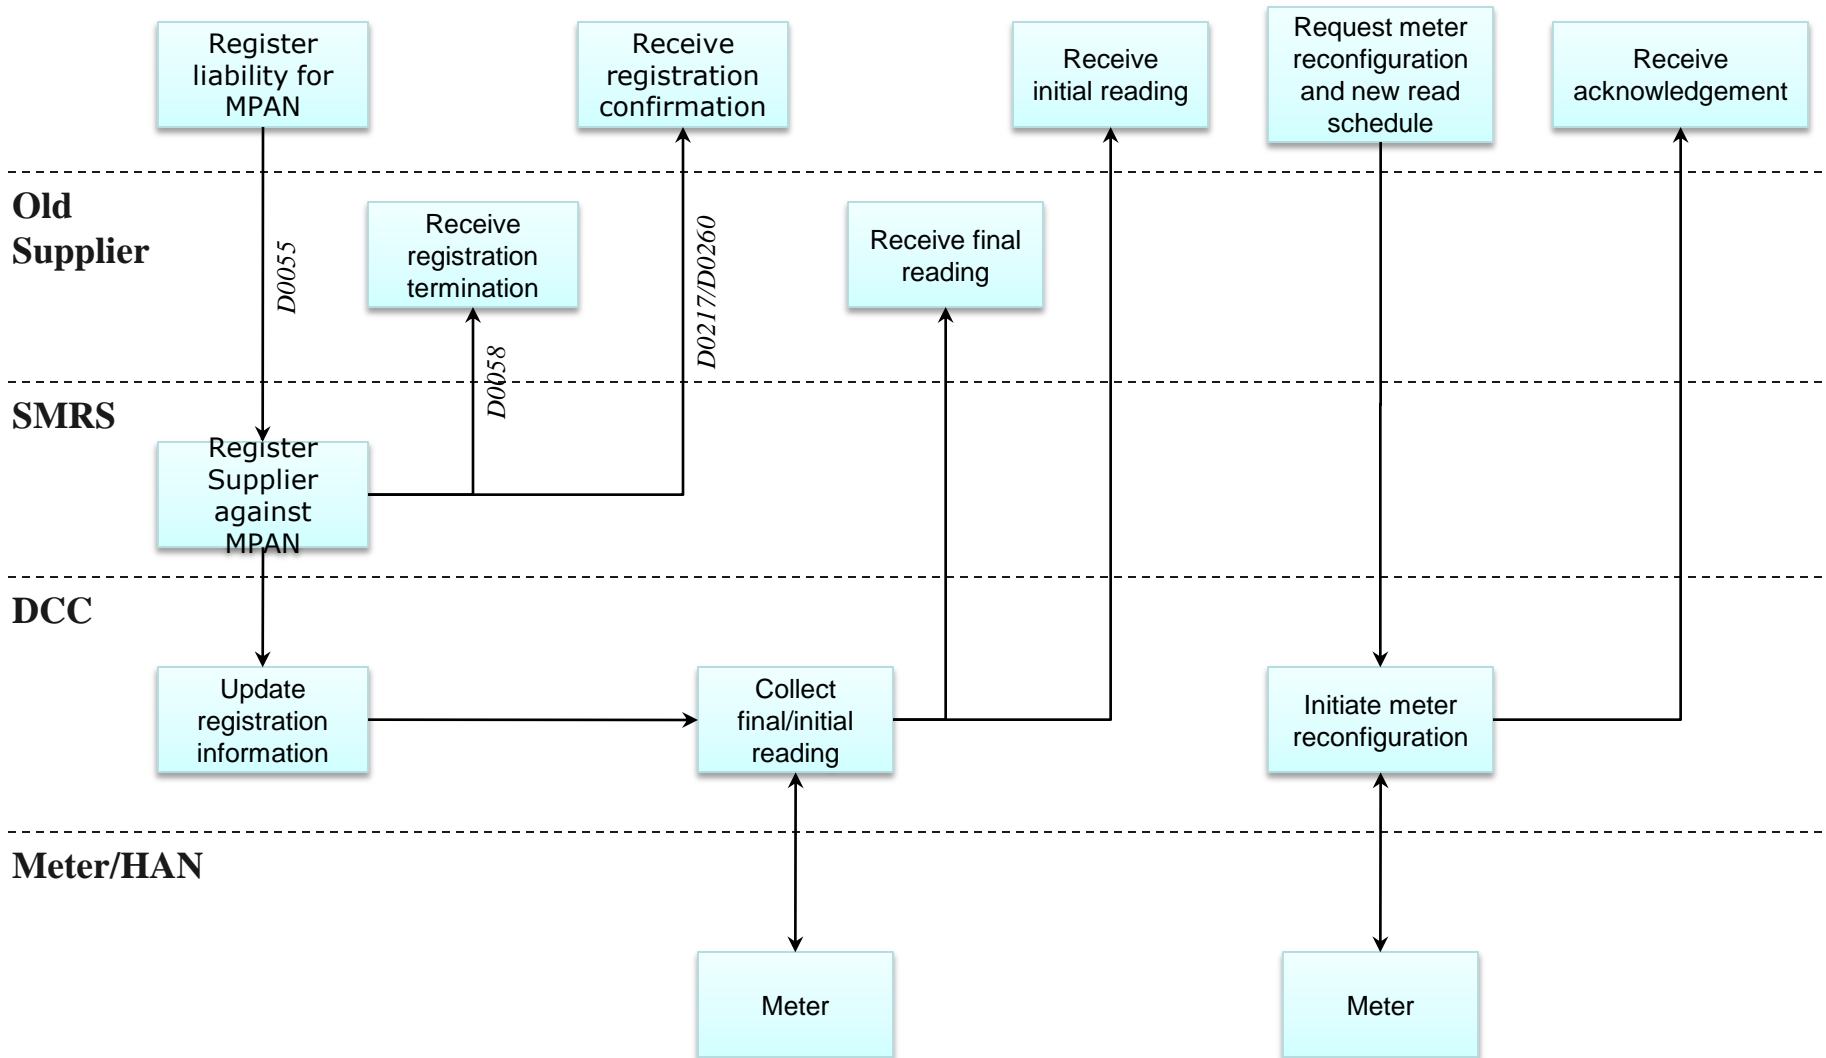 Register
liability for
MPAN
Receive
registration
confirmation
Receive
initial reading
Request meter
reconfiguration
and new read
schedule
Receive
acknowledgement
Old
Supplier
D0055
Receive
registration
termination
D0058
D0217/D0260
Receive final
reading
SMRS
Register
Supplier
against
MPAN
DCC
Update
registration
information
Collect
final/initial
reading
Initiate meter
reconfiguration
Meter/HAN
Meter
Meter